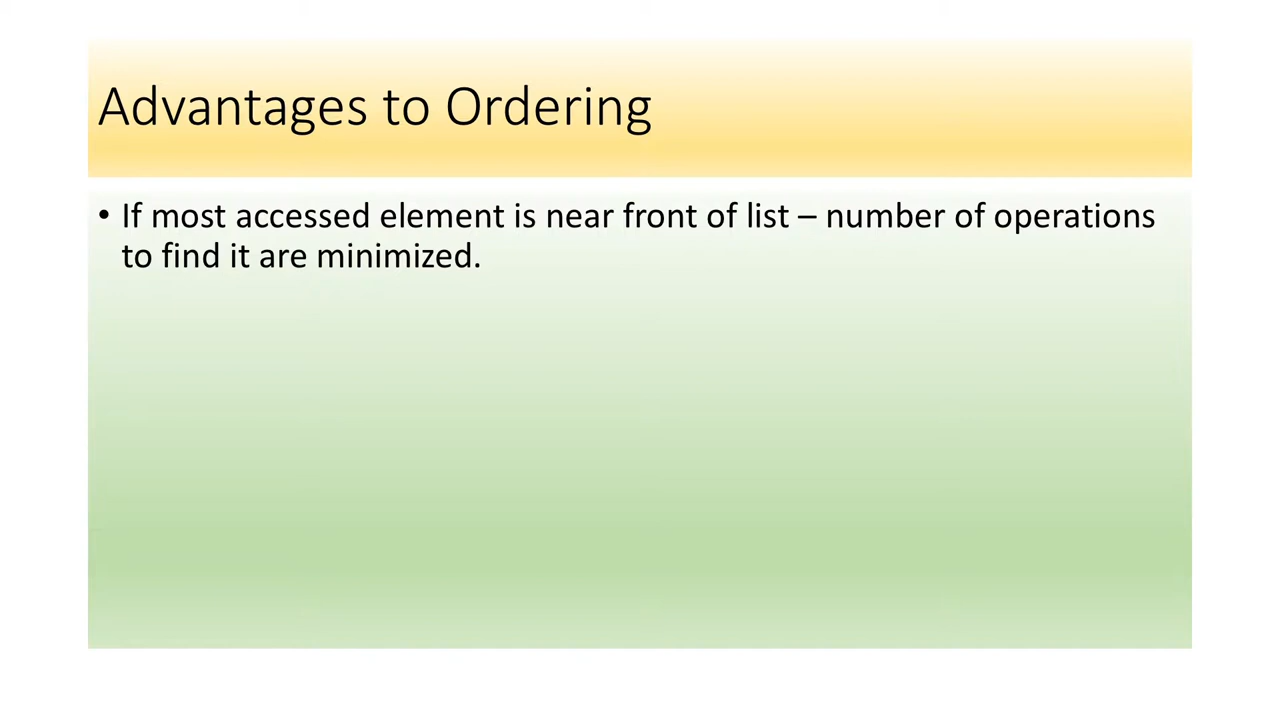 Advantages to Ordering
• If most accessed element is near front of list – number of operations
to find it are minimized.